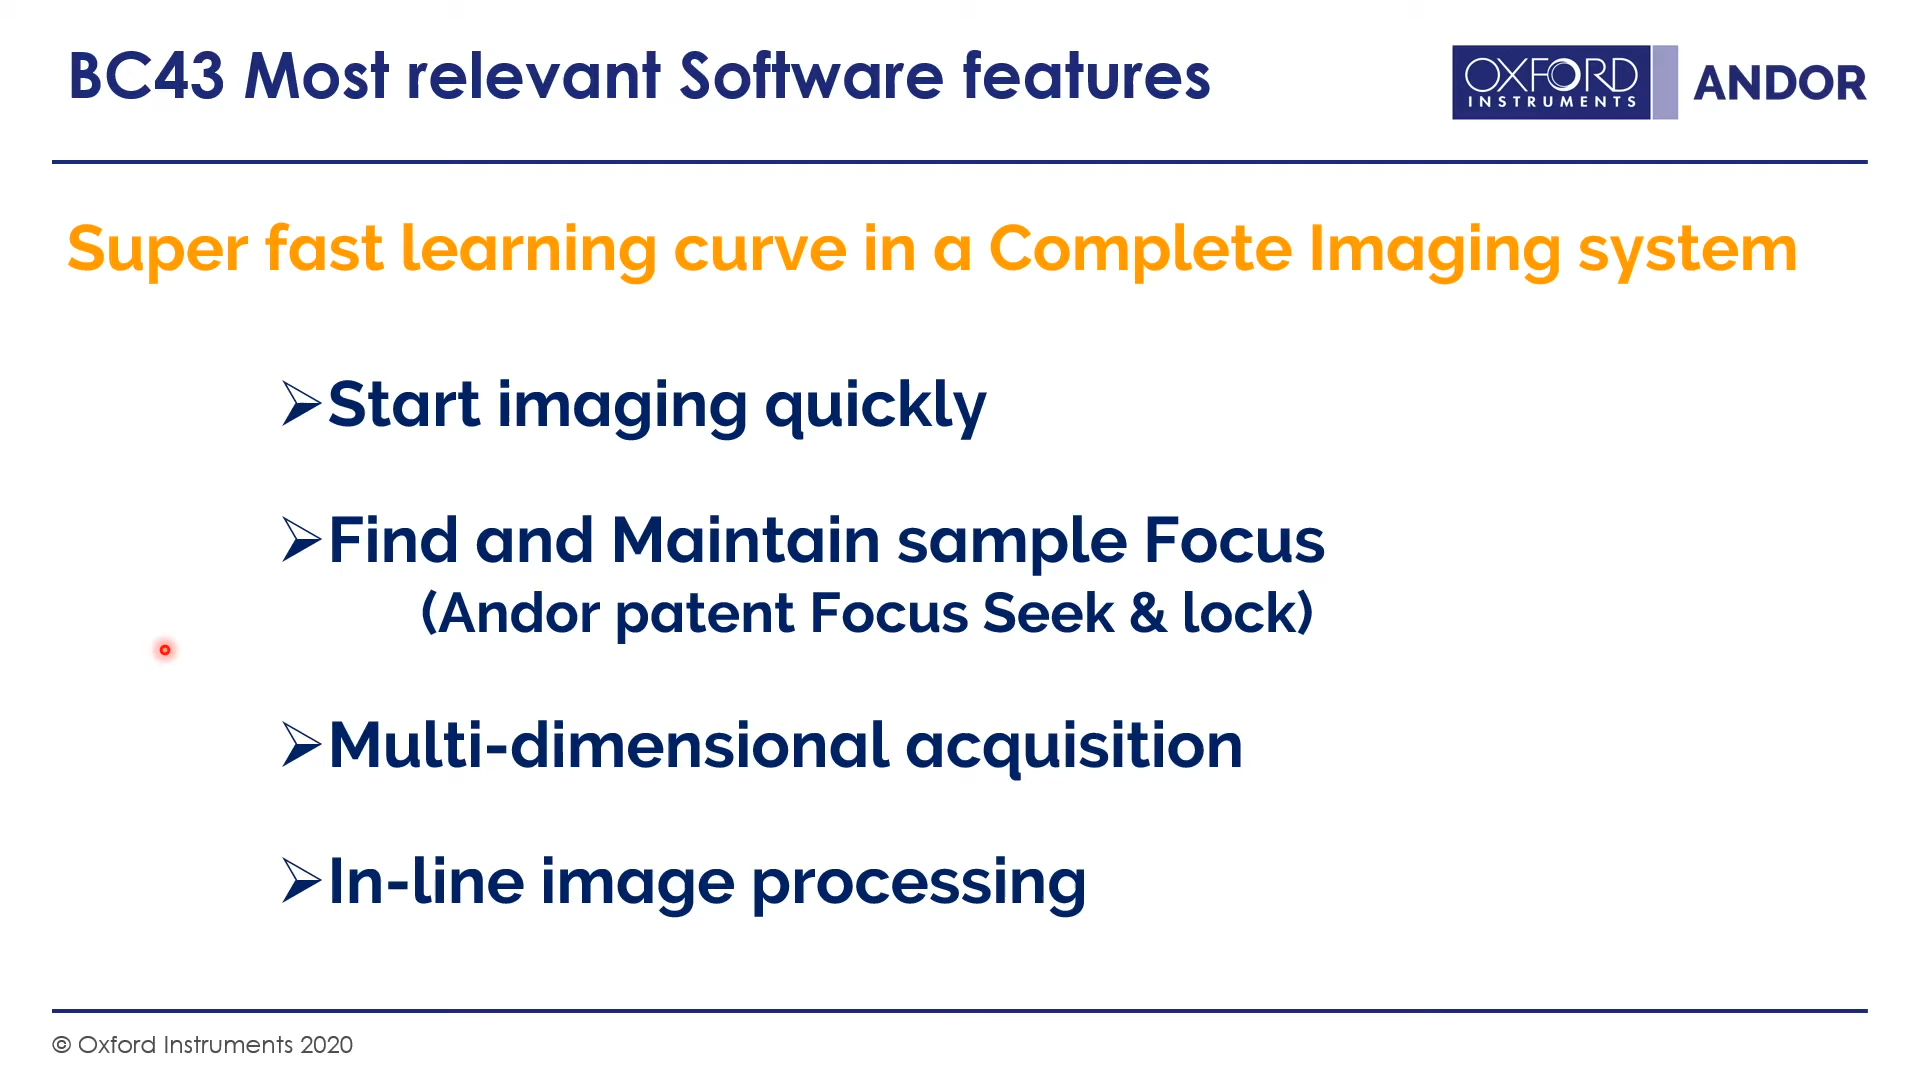 BC43 Most relevant Software features
OXFORD
INSTRUMENTS
ANDOR
Super fast learning curve in a Complete Imaging system
➢Start imaging quickly
➢Find and Maintain sample Focus
(Andor patent Focus Seek & lock)
➢Multi-dimensional acquisition
➢In-line image processing
© Oxford Instruments 2020